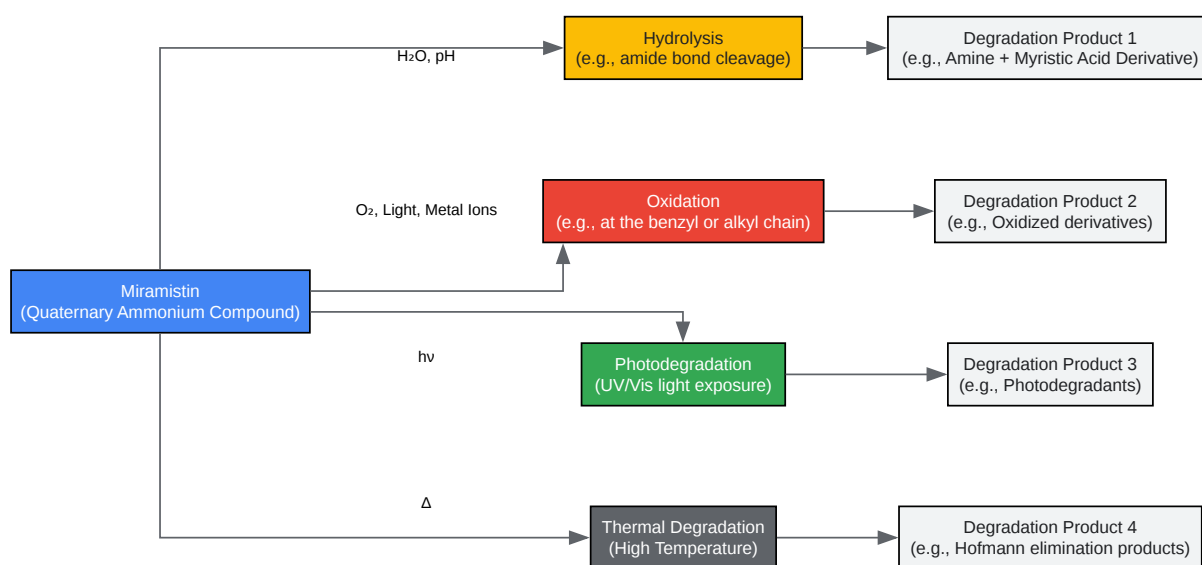 H₂O, pH
Hydrolysis
(e.g., amide bond cleavage)
Degradation Product 1
(e.g., Amine + Myristic Acid Derivative)
O₂, Light, Metal Ions
Oxidation
(e.g., at the benzyl or alkyl chain)
Degradation Product 2
(e.g., Oxidized derivatives)
Miramistin
(Quaternary Ammonium Compound)
hν
Photodegradation
(UV/Vis light exposure)
Degradation Product 3
(e.g., Photodegradants)
Δ
Thermal Degradation
(High Temperature)
Degradation Product 4
(e.g., Hofmann elimination products)